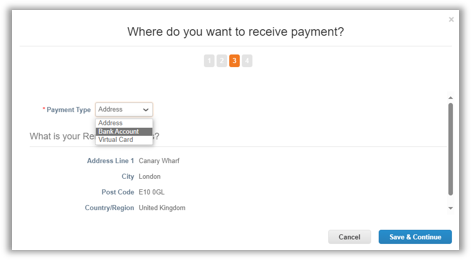 ×
Where do you want to receive payment?
1 2 3 4
* Payment Type Address
Address
Bank Account
Virtual Card
What is your Re s?
Address Line 1 Canary Wharf
City London
Post Code E10 0GL
Country/Region United Kingdom
Cancel Save & Continue